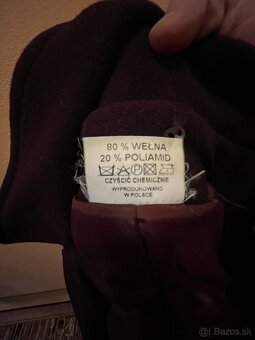 80 % WEŁNA
20 % POLIAMID
CZYŚCIĆ CHEMICZNIE
WYPRODUKOWANO
W POLSCE
© Bazos.sk